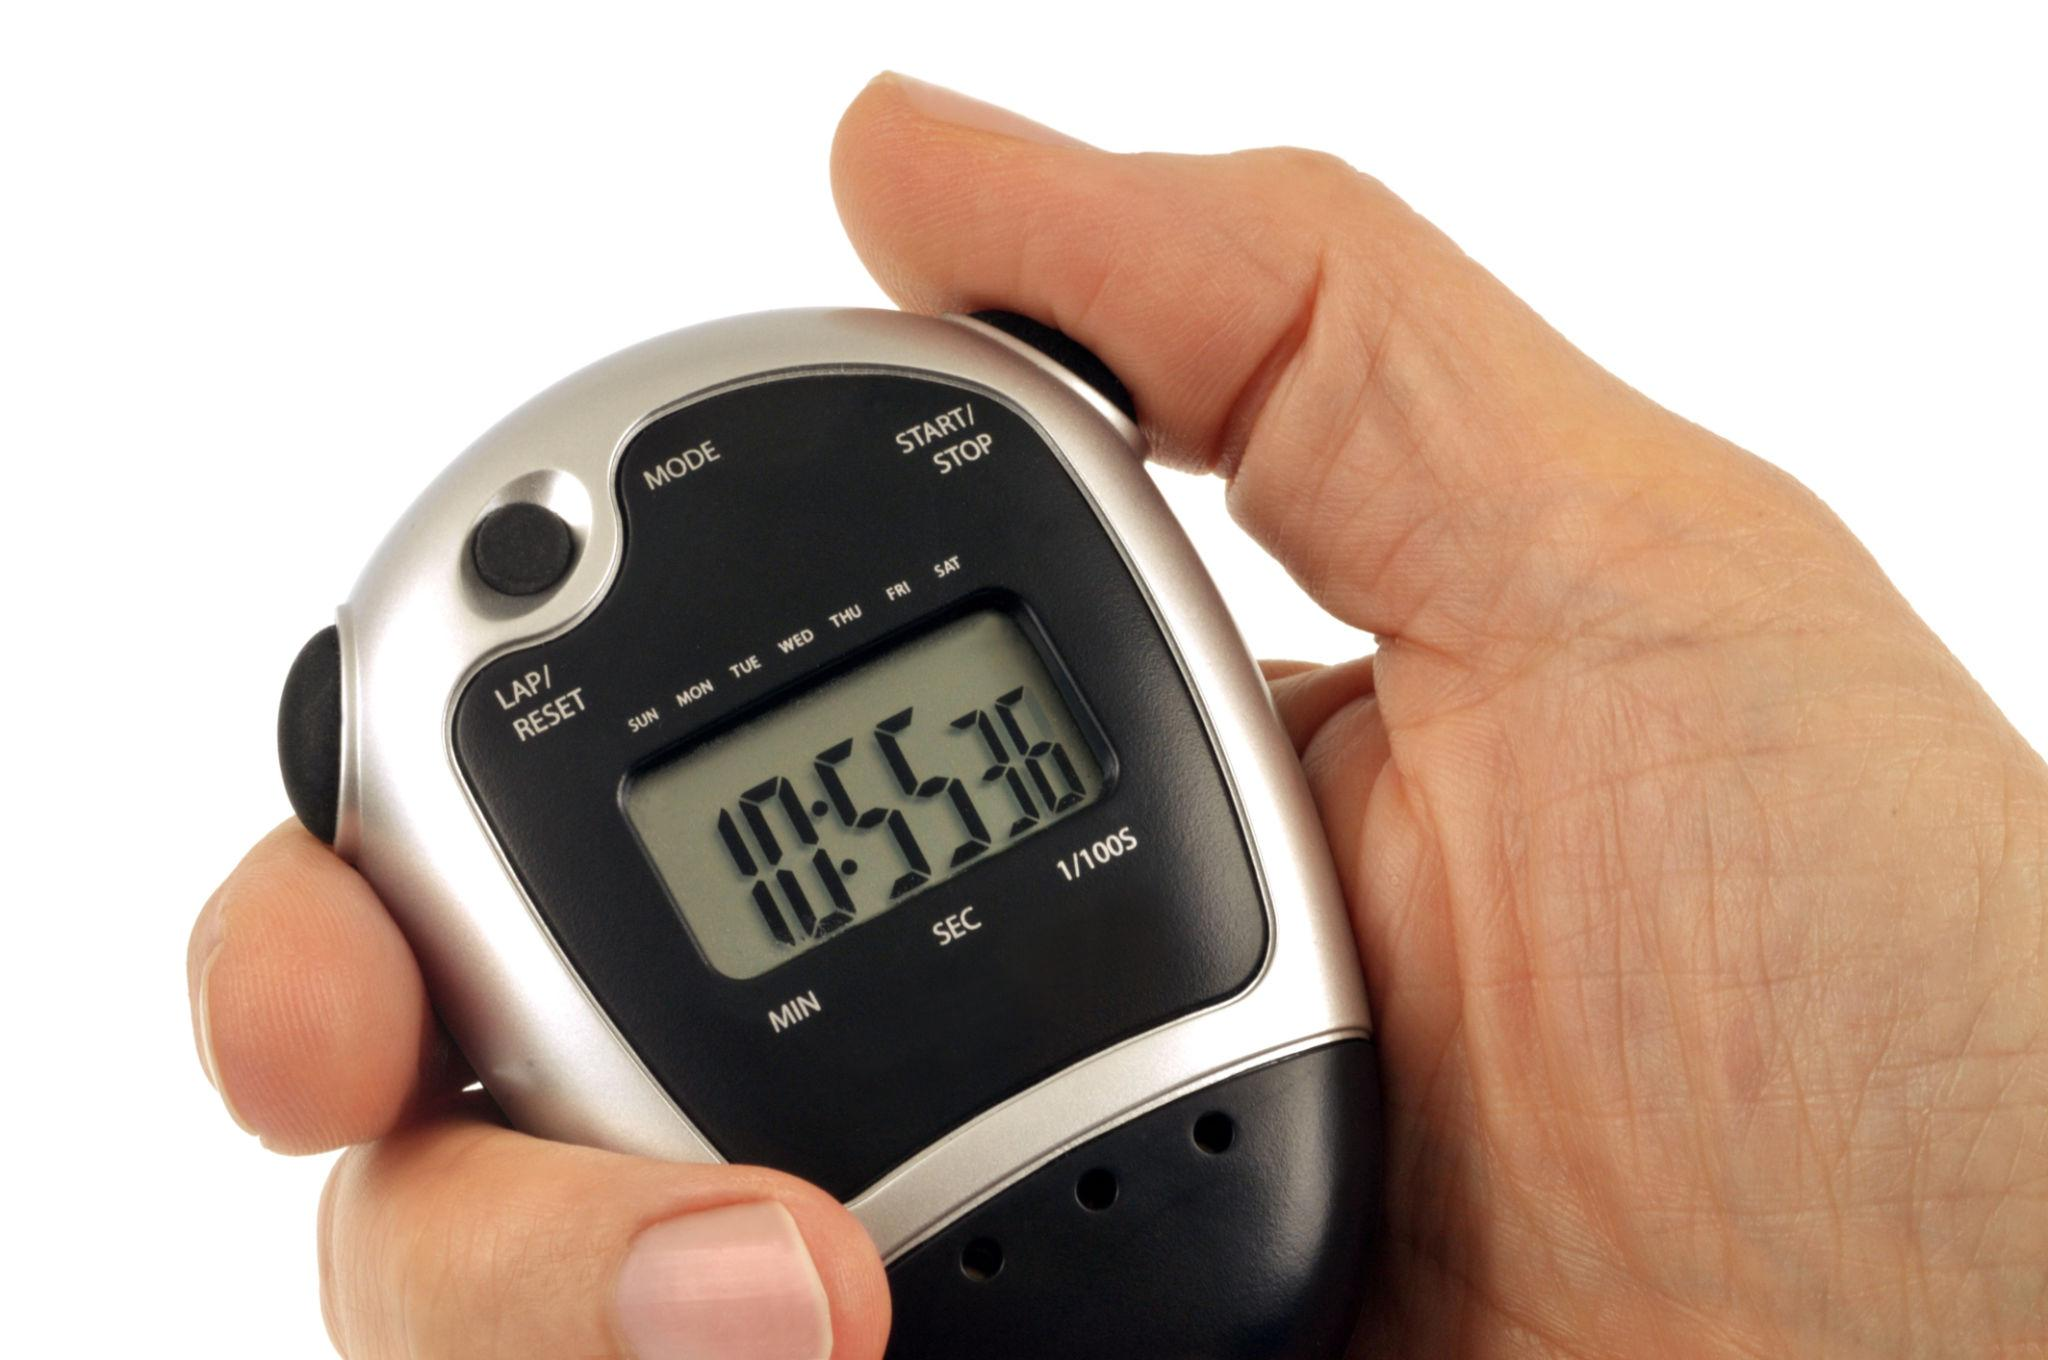 MODE
START/
STOP
LAP/
RESET
SUN MON TUE WED THU FRI SAT
10:55 36
MIN SEC 1/100S